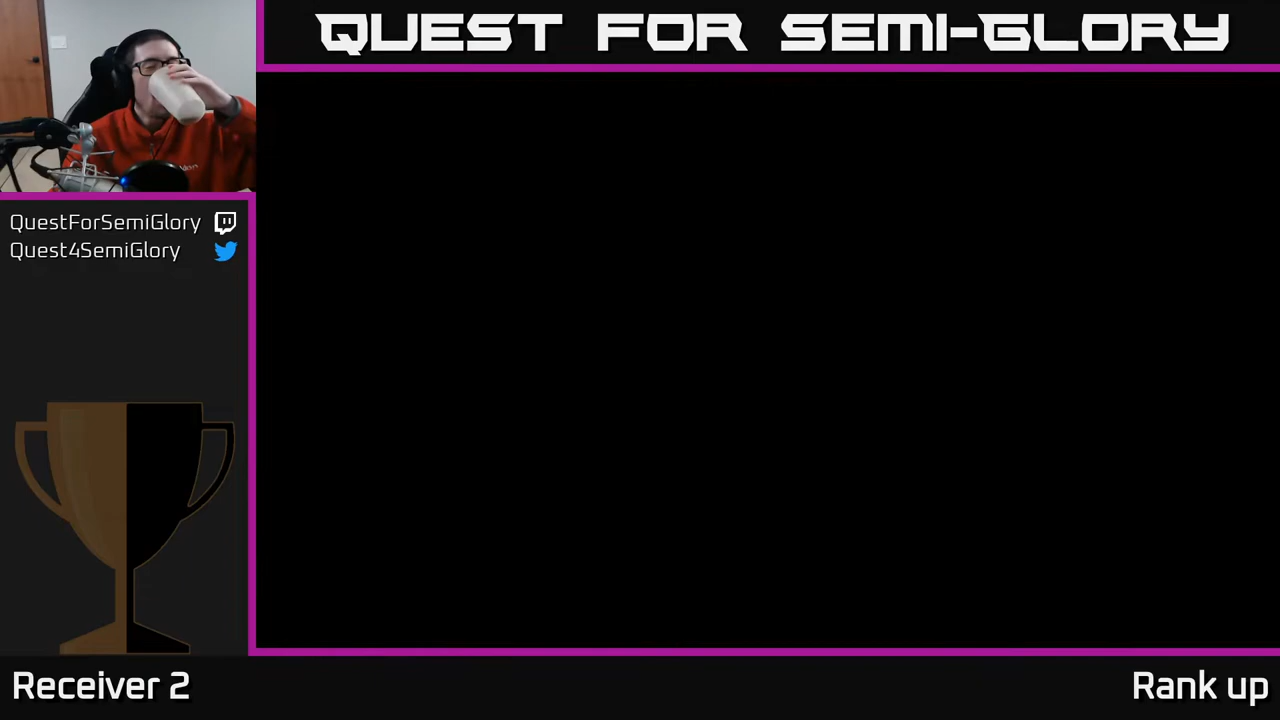 QUEST FOR SEMI-GLORY
QuestForSemiGlory
Quest4SemiGlory
Receiver 2
Rank up